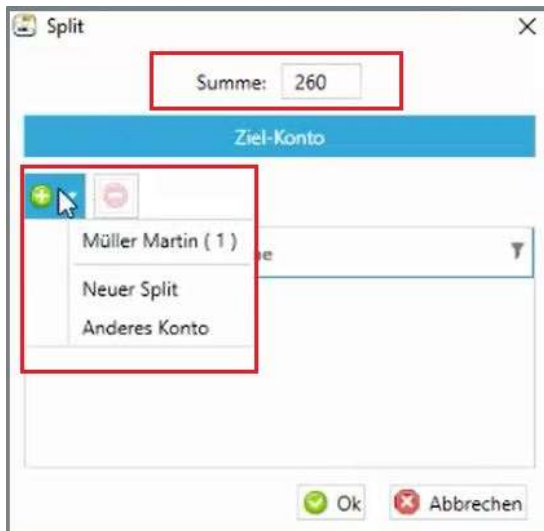 Split
Summe: 260
Ziel-Konto
Müller Martin ( 1 )
Neuer Split
Anderes Konto
Ok Abbrechen